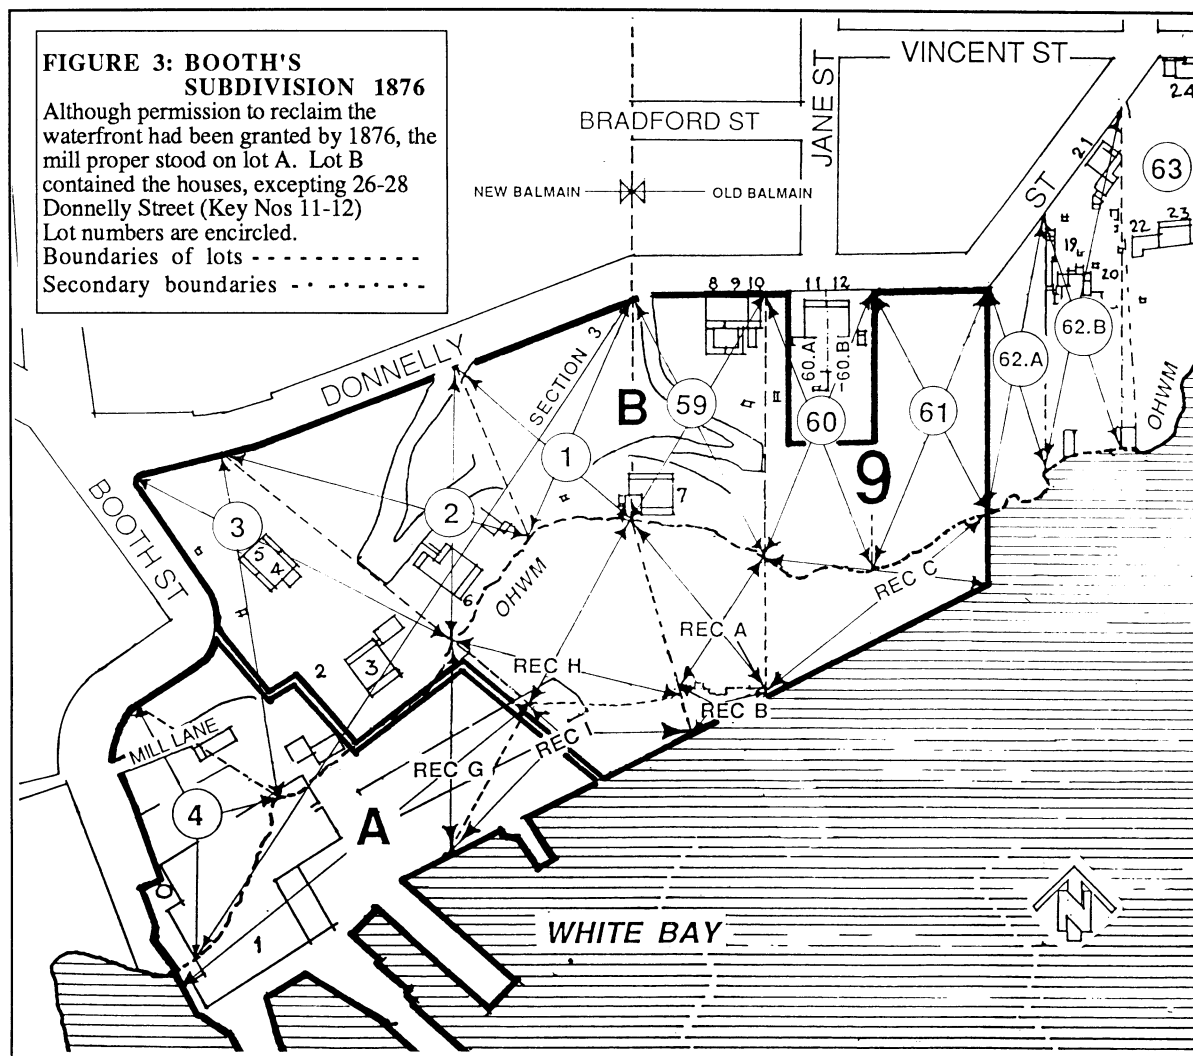 FIGURE 3: BOOTH'S
SUBDIVISION 1876
Although permission to reclaim the
waterfront had been granted by 1876, the
mill proper stood on lot A. Lot B
contained the houses, excepting 26-28
Donnelly Street (Key Nos 11-12)
Lot numbers are encircled.
Boundaries of lots - - - - - - - - - - - -
Secondary boundaries - · - · - · - · -
VINCENT ST
JANE ST
BRADFORD ST
NEW BALMAIN
OLD BALMAIN
ST
24
21
63
22
23
19
20
62.B
62.A
OHWM
8 9 10
11 12
60.A
60.B
DONNELLY
SECTION 3
B
59
60
61
9
1
7
2
3
5
4
6
OHWM
BOOTH ST
2
3
REC C
REC A
REC H
REC B
REC I
REC G
MILL LANE
4
A
1
WHITE BAY
N